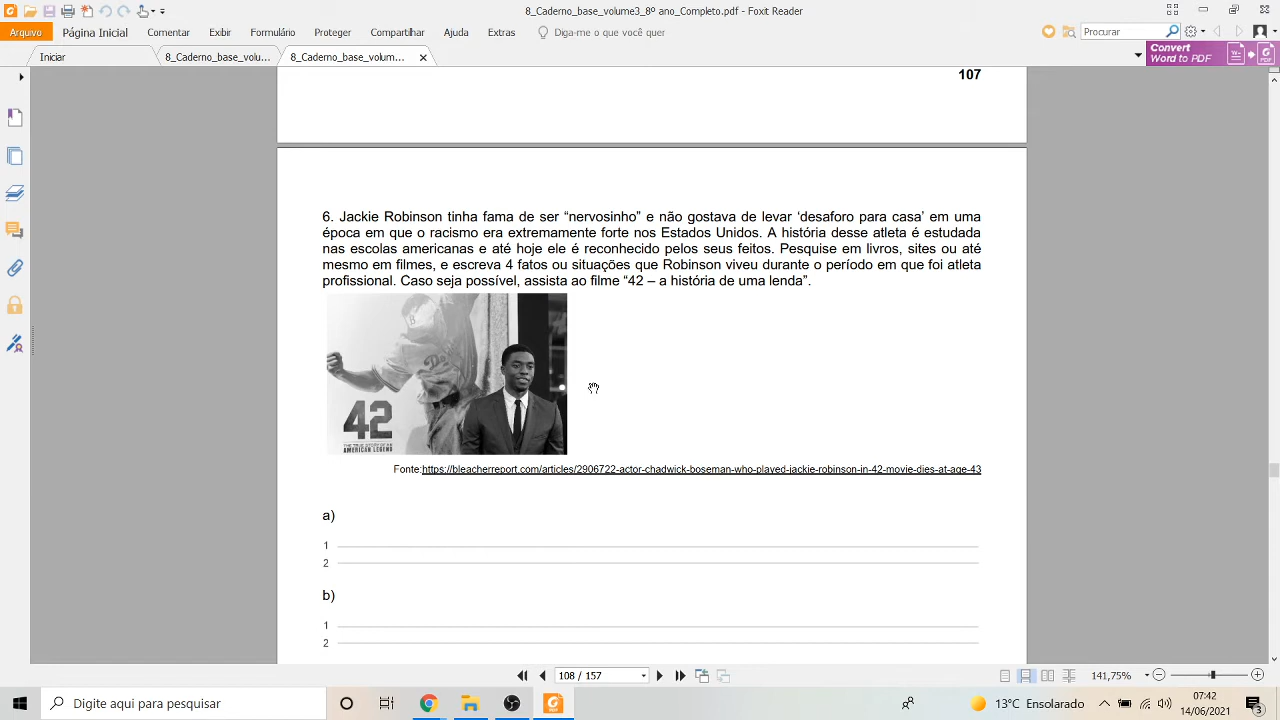 8_Caderno_base_volume3_8º ano_Completo.pdf - Foxit Reader
Arquivo Página Inicial Comentar Exibir Formulário Proteger Compartilhar Ajuda Extras Diga-me o que você quer Procurar
Iniciar 8_Caderno_base_volu... 8_Caderno_base_volum... Convert Word to PDF
107
6. Jackie Robinson tinha fama de ser “nervosinho” e não gostava de levar ‘desaforo para casa’ em uma
época em que o racismo era extremamente forte nos Estados Unidos. A história desse atleta é estudada
nas escolas americanas e até hoje ele é reconhecido pelos seus feitos. Pesquise em livros, sites ou até
mesmo em filmes, e escreva 4 fatos ou situações que Robinson viveu durante o período em que foi atleta
profissional. Caso seja possível, assista ao filme “42 – a história de uma lenda”.
42
AMERICAN LEGEND
Fonte:https://bleacherreport.com/articles/2906722-actor-chadwick-boseman-who-played-jackie-robinson-in-42-movie-dies-at-age-43
a)
1
2
b)
1
2
108 / 157 141,75%
Digite aqui para pesquisar 13°C Ensolarado 07:42
14/06/2021 3